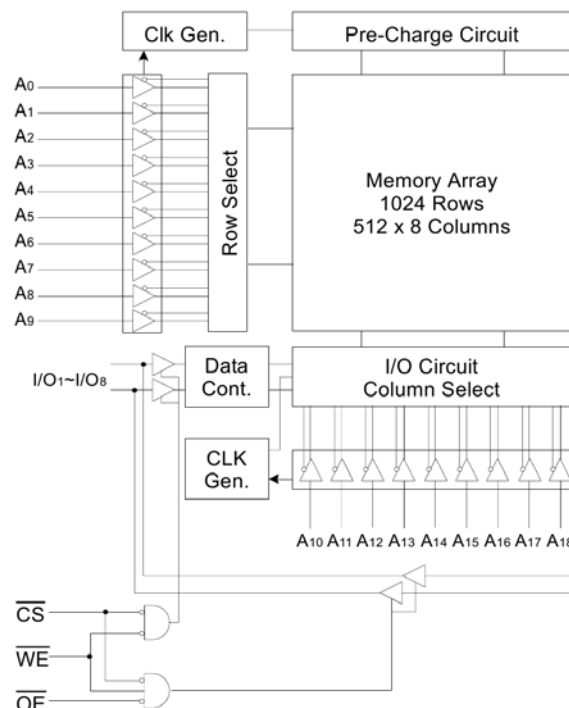 Clk Gen.
Pre-Charge Circuit
A0
A1
A2
A3
A4
A5
A6
A7
A8
A9
Row Select
Memory Array
1024 Rows
512 x 8 Columns
I/O1~I/O8
Data
Cont.
I/O Circuit
Column Select
CLK
Gen.
A10 A11 A12 A13 A14 A15 A16 A17 A18
CS
WE
OE